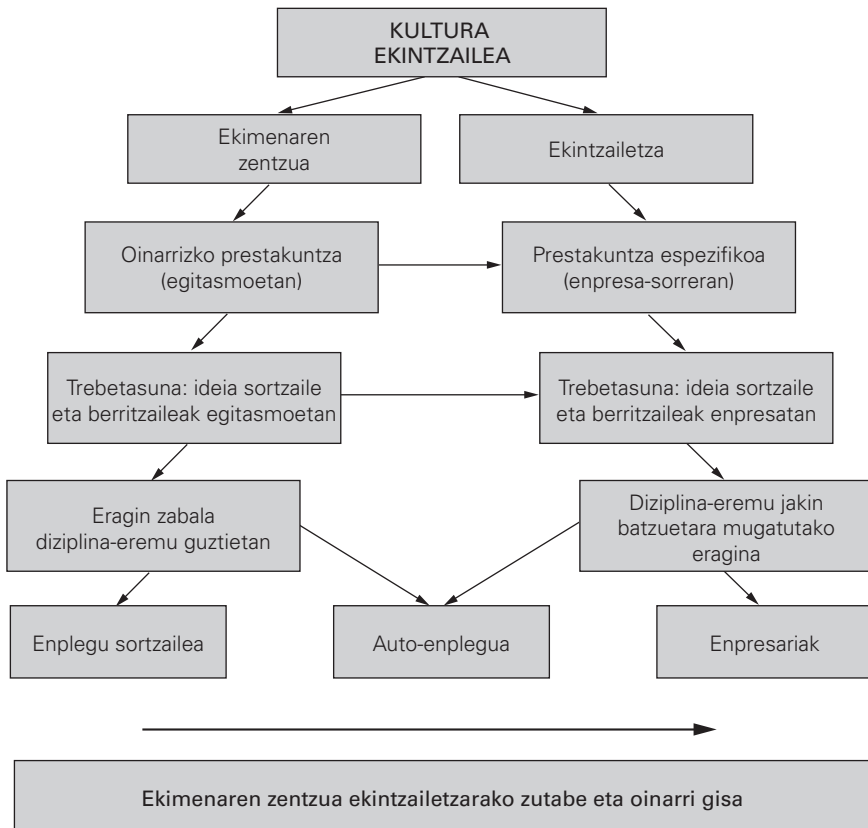 KULTURA
EKINTZAILEA
Ekimenaren
zentzua
Ekintzailetza
Oinarrizko prestakuntza
(egitasmoetan)
Prestakuntza espezifikoa
(enpresa-sorreran)
Trebetasuna: ideia sortzaile
eta berritzaileak egitasmoetan
Trebetasuna: ideia sortzaile
eta berritzaileak enpresatan
Eragin zabala
diziplina-eremu guztietan
Diziplina-eremu jakin
batzuetara mugatutako
eragina
Enplegu sortzailea
Auto-enplegua
Enpresariak
Ekimenaren zentzua ekintzailetzarako zutabe eta oinarri gisa